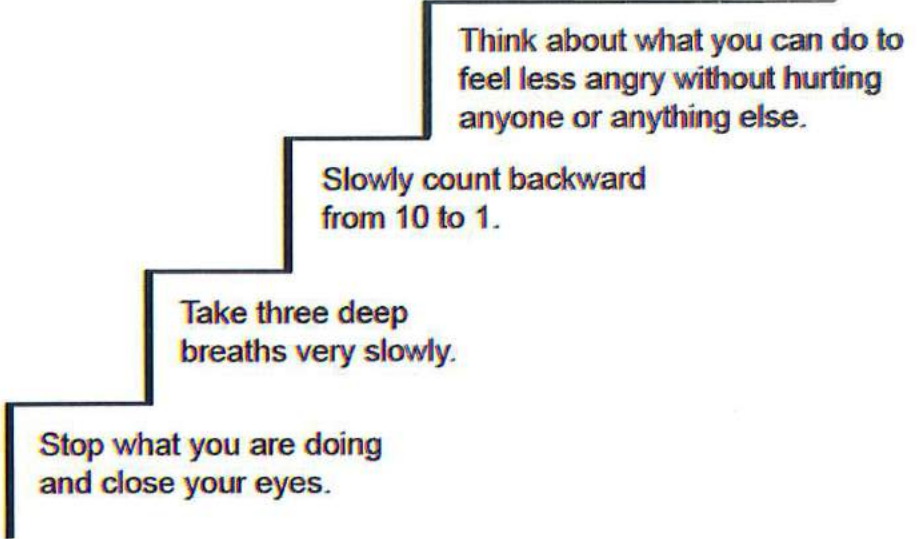 Think about what you can do to
feel less angry without hurting
anyone or anything else.
Slowly count backward
from 10 to 1.
Take three deep
breaths very slowly.
Stop what you are doing
and close your eyes.